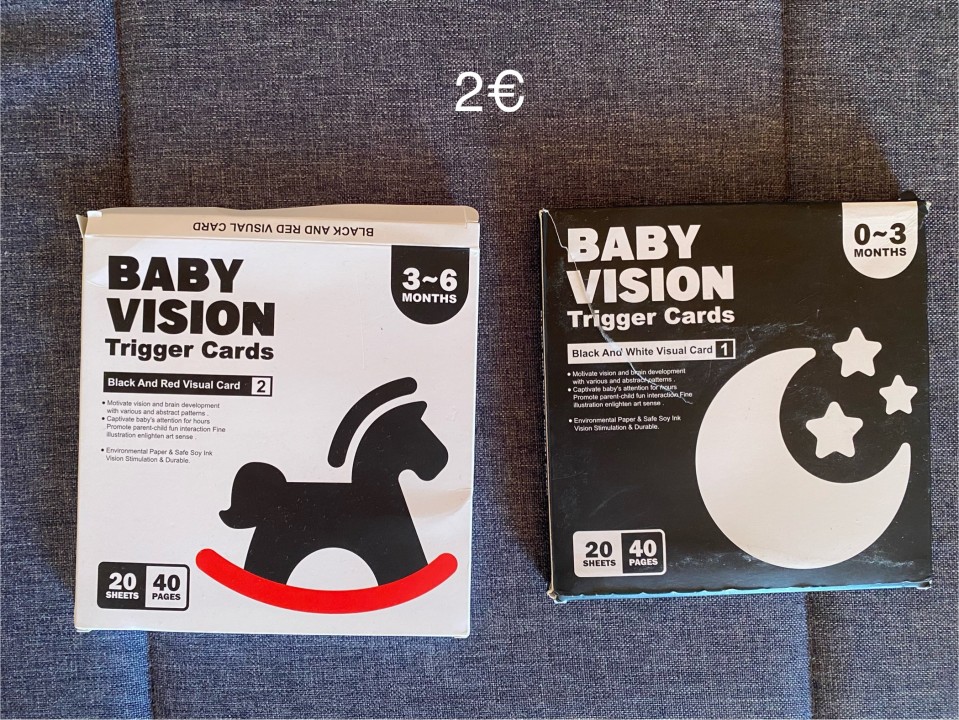 2€
BLACK AND RED VISUAL CARD
BABY
VISION
Trigger Cards
3~6
MONTHS
Black And Red Visual Card 2
• Motivate vision and brain development
with various and abstract patterns .
• Captivate baby's attention for hours
Promote parent-child fun interaction Fine
illustration enlighten art sense
• Environmental Paper & Safe Soy Ink
Vision Stimulation & Durable.
20
SHEETS
40
PAGES
BABY
VISION
Trigger Cards
0~3
MONTHS
Black And White Visual Card 1
• Motivate vision and brain development
with various and abstract patterns .
• Captivate baby's attention for hours
Promote parent-child fun interaction Fine
illustration enlighten art sense .
• Environmental Paper & Safe Soy Ink
Vision Stimulation & Durable.
20
SHEETS
40
PAGES